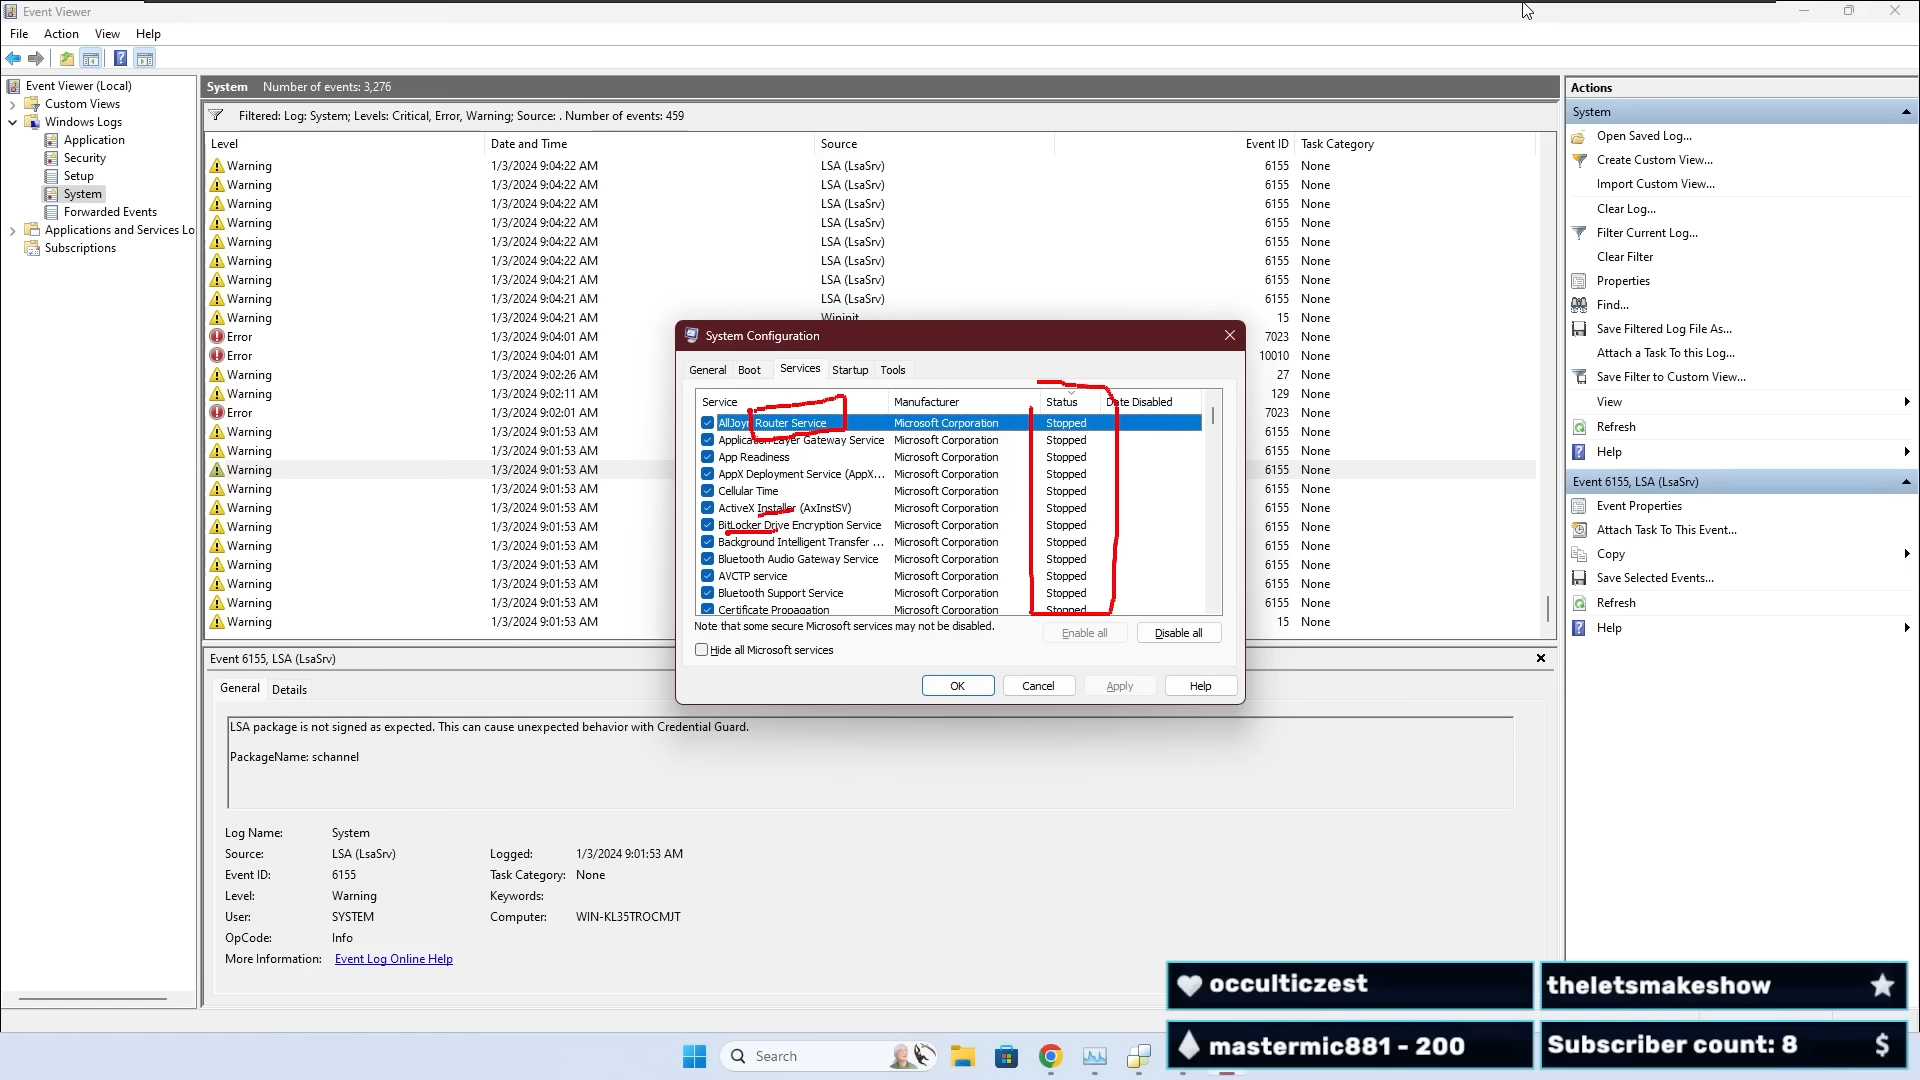 Event Viewer
File Action View Help
Event Viewer (Local)
Custom Views
Windows Logs
Application
Security
Setup
System
Forwarded Events
Applications and Services Lo
Subscriptions
System Number of events: 3,276
Filtered: Log: System; Levels: Critical, Error, Warning; Source: . Number of events: 459
Level Date and Time Source Event ID Task Category
Warning 1/3/2024 9:04:22 AM LSA (LsaSrv) 6155 None
Warning 1/3/2024 9:04:22 AM LSA (LsaSrv) 6155 None
Warning 1/3/2024 9:04:22 AM LSA (LsaSrv) 6155 None
Warning 1/3/2024 9:04:22 AM LSA (LsaSrv) 6155 None
Warning 1/3/2024 9:04:22 AM LSA (LsaSrv) 6155 None
Warning 1/3/2024 9:04:22 AM LSA (LsaSrv) 6155 None
Warning 1/3/2024 9:04:21 AM LSA (LsaSrv) 6155 None
Warning 1/3/2024 9:04:21 AM LSA (LsaSrv) 6155 None
Warning 1/3/2024 9:04:21 AM Wininit 15 None
Error 1/3/2024 9:04:01 AM 7023 None
Error 1/3/2024 9:04:01 AM 10010 None
Warning 1/3/2024 9:02:26 AM 27 None
Warning 1/3/2024 9:02:11 AM 129 None
Error 1/3/2024 9:02:01 AM 7023 None
Warning 1/3/2024 9:01:53 AM 6155 None
Warning 1/3/2024 9:01:53 AM 6155 None
Warning 1/3/2024 9:01:53 AM 6155 None
Warning 1/3/2024 9:01:53 AM 6155 None
Warning 1/3/2024 9:01:53 AM 6155 None
Warning 1/3/2024 9:01:53 AM 6155 None
Warning 1/3/2024 9:01:53 AM 6155 None
Warning 1/3/2024 9:01:53 AM 6155 None
Warning 1/3/2024 9:01:53 AM 6155 None
Warning 1/3/2024 9:01:53 AM 6155 None
Warning 1/3/2024 9:01:53 AM 15 None
System Configuration
General Boot Services Startup Tools
Service Manufacturer Status Date Disabled
AllJoyn Router Service Microsoft Corporation Stopped
Application Layer Gateway Service Microsoft Corporation Stopped
App Readiness Microsoft Corporation Stopped
AppX Deployment Service (AppX... Microsoft Corporation Stopped
Cellular Time Microsoft Corporation Stopped
ActiveX Installer (AxInstSV) Microsoft Corporation Stopped
BitLocker Drive Encryption Service Microsoft Corporation Stopped
Background Intelligent Transfer ... Microsoft Corporation Stopped
Bluetooth Audio Gateway Service Microsoft Corporation Stopped
AVCTP service Microsoft Corporation Stopped
Bluetooth Support Service Microsoft Corporation Stopped
Certificate Propagation Microsoft Corporation Stopped
Note that some secure Microsoft services may not be disabled.
Enable all Disable all
Hide all Microsoft services
OK Cancel Apply Help
Event 6155, LSA (LsaSrv)
General Details
LSA package is not signed as expected. This can cause unexpected behavior with Credential Guard.
PackageName: schannel
Log Name: System
Source: LSA (LsaSrv) Logged: 1/3/2024 9:01:53 AM
Event ID: 6155 Task Category: None
Level: Warning Keywords:
User: SYSTEM Computer: WIN-KL35TROCMJT
OpCode: Info
More Information: Event Log Online Help
Actions
System
Open Saved Log...
Create Custom View...
Import Custom View...
Clear Log...
Filter Current Log...
Clear Filter
Properties
Find...
Save Filtered Log File As...
Attach a Task To this Log...
Save Filter to Custom View...
View
Refresh
Help
Event 6155, LSA (LsaSrv)
Event Properties
Attach Task To This Event...
Copy
Save Selected Events...
Refresh
Help
occulticzest
theletsmakeshow
mastermic881 - 200
Subscriber count: 8 $
Search